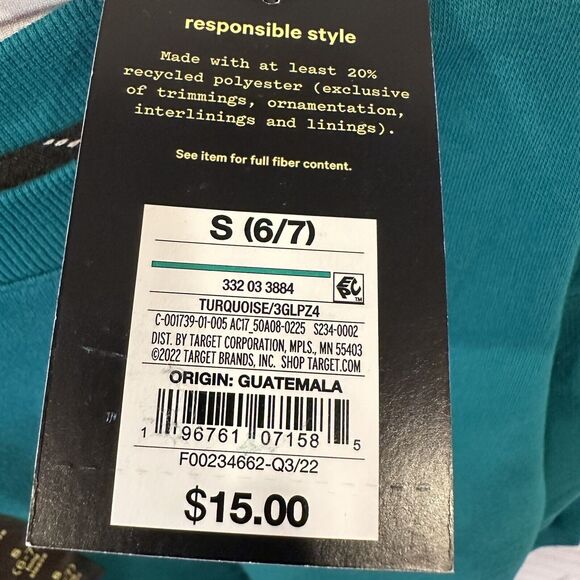 responsible style
Made with at least 20%
recycled polyester (exclusive
of trimmings, ornamentation,
interlinings and linings).
See item for full fiber content.
S (6/7)
332 03 3884
EPC™
TURQUOISE/3GLPZ4
C-001739-01-005 AC17_50A08-0225 S234-0002
DIST. BY TARGET CORPORATION, MPLS., MN 55403
©2022 TARGET BRANDS, INC. SHOP TARGET.COM
ORIGIN: GUATEMALA
1 96761 07158 5
F00234662-Q3/22
$15.00